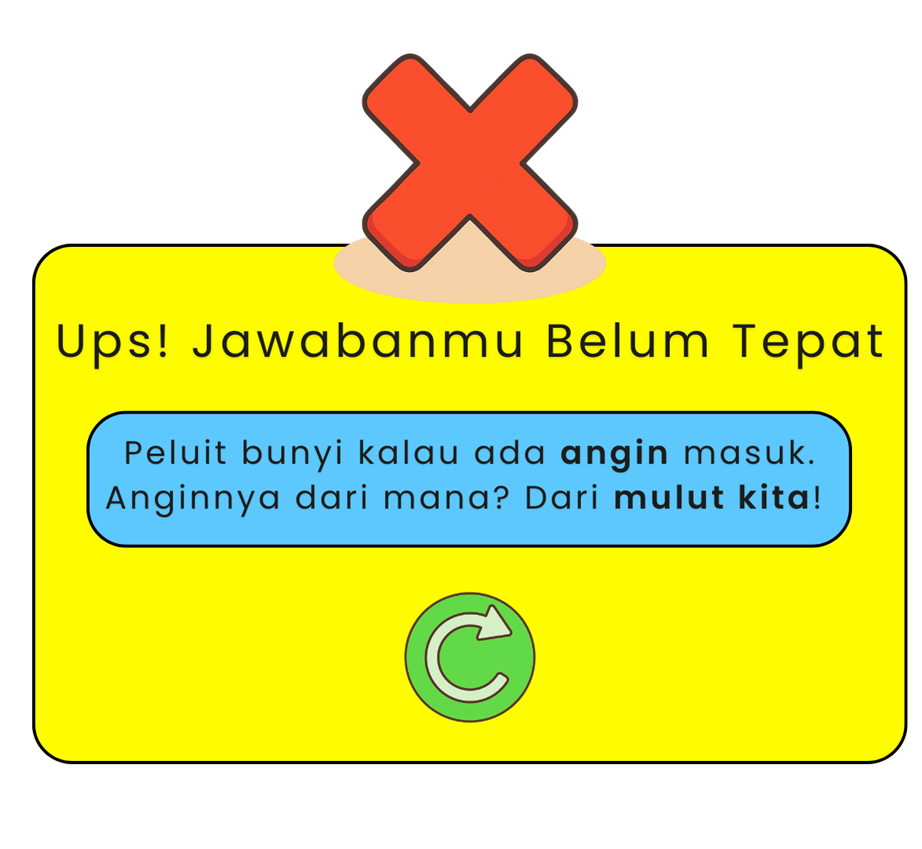 Ups! Jawabanmu Belum Tepat
Peluit bunyi kalau ada angin masuk.
Anginnya dari mana? Dari mulut kita!